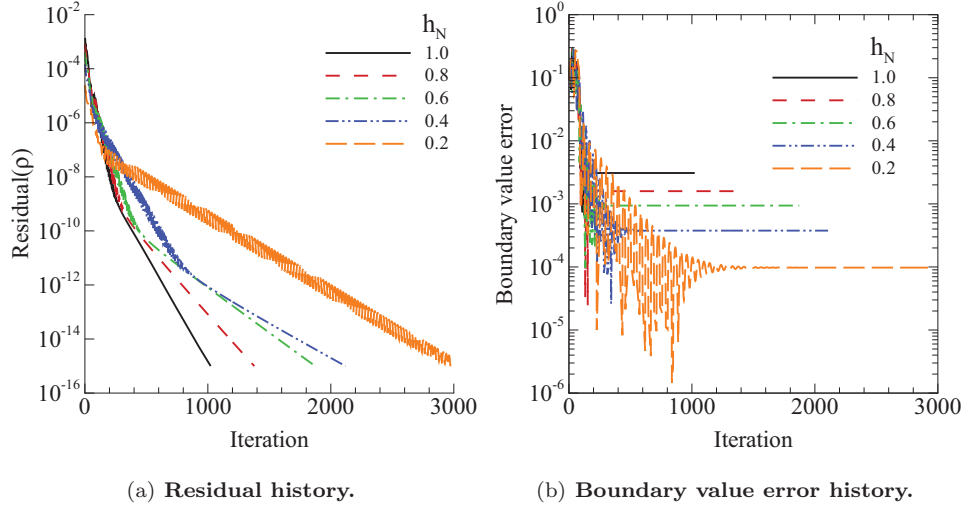 10^-2
10^-4
10^-6
10^-8
10^-10
10^-12
10^-14
10^-16
Residual(ρ)
0 1000 2000 3000
Iteration
h_N
1.0
0.8
0.6
0.4
0.2
(a) Residual history.
10^0
10^-1
10^-2
10^-3
10^-4
10^-5
10^-6
Boundary value error
0 1000 2000 3000
Iteration
h_N
1.0
0.8
0.6
0.4
0.2
(b) Boundary value error history.